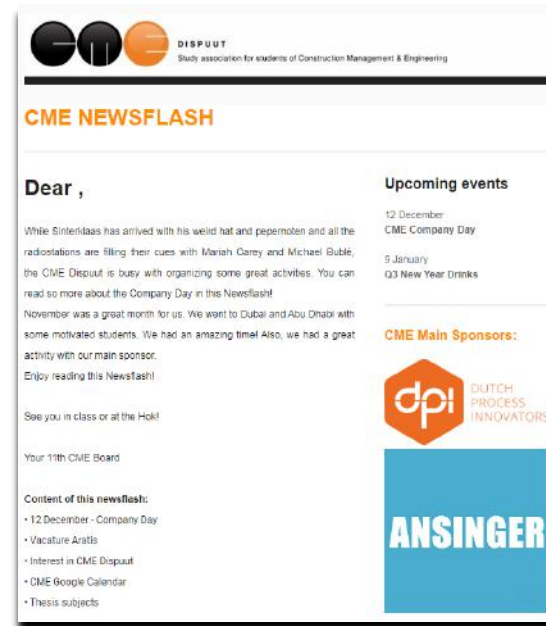 cme
DISPUUT
Study association for students of Construction Management & Engineering
CME NEWSFLASH
Dear ,
While Sinterklaas has arrived with his weird hat and pepernoten and all the
radiostations are filling their cues with Mariah Carey and Michael Bublé,
the CME Dispuut is busy with organizing some great activities. You can
read so more about the Company Day in this Newsflash!
November was a great month for us. We went to Dubai and Abu Dhabi with
some motivated students. We had an amazing time! Also, we had a great
activity with our main sponsor.
Enjoy reading this Newsflash!
See you in class or at the Hok!
Your 11th CME Board
Content of this newsflash:
• 12 December - Company Day
• Vacature Aratis
• Interest in CME Dispuut
• CME Google Calendar
• Thesis subjects
Upcoming events
12 December
CME Company Day
9 January
Q3 New Year Drinks
CME Main Sponsors:
dpi
DUTCH
PROCESS
INNOVATORS
ANSINGER